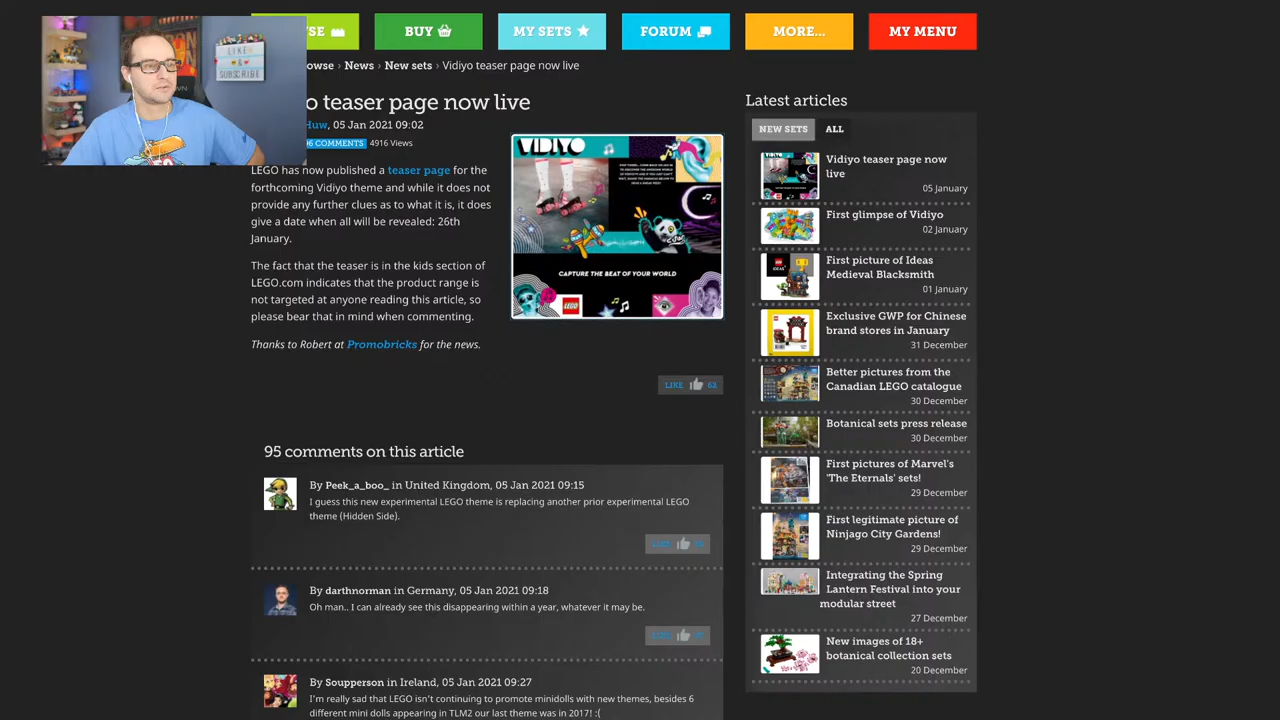 LIKE
&
SUBSCRIBE
SE
BUY
MY SETS
FORUM
MORE...
MY MENU
owse › News › New sets › Vidiyo teaser page now live
o teaser page now live
Huw, 05 Jan 2021 09:02
COMMENTS 4916 Views
LEGO has now published a teaser page for the
forthcoming Vidiyo theme and while it does not
provide any further clues as to what it is, it does
give a date when all will be revealed: 26th
January.
The fact that the teaser is in the kids section of
LEGO.com indicates that the product range is
not targeted at anyone reading this article, so
please bear that in mind when commenting.
Thanks to Robert at Promobricks for the news.
VIDIYO
CAPTURE THE BEAT OF YOUR WORLD
LEGO
LIKE 63
95 comments on this article
By Peek_a_boo_ in United Kingdom, 05 Jan 2021 09:15
I guess this new experimental LEGO theme is replacing another prior experimental LEGO
theme (Hidden Side).
By darthnorman in Germany, 05 Jan 2021 09:18
Oh man.. I can already see this disappearing within a year, whatever it may be.
By Soupperson in Ireland, 05 Jan 2021 09:27
I'm really sad that LEGO isn't continuing to promote minidolls with new themes, besides 6
different mini dolls appearing in TLM2 our last theme was in 2017! :(
Latest articles
NEW SETS ALL
Vidiyo teaser page now
live
05 January
First glimpse of Vidiyo
02 January
First picture of Ideas
Medieval Blacksmith
01 January
Exclusive GWP for Chinese
brand stores in January
31 December
Better pictures from the
Canadian LEGO catalogue
30 December
Botanical sets press release
30 December
First pictures of Marvel's
'The Eternals' sets!
29 December
First legitimate picture of
Ninjago City Gardens!
29 December
Integrating the Spring
Lantern Festival into your
modular street
27 December
New images of 18+
botanical collection sets
20 December